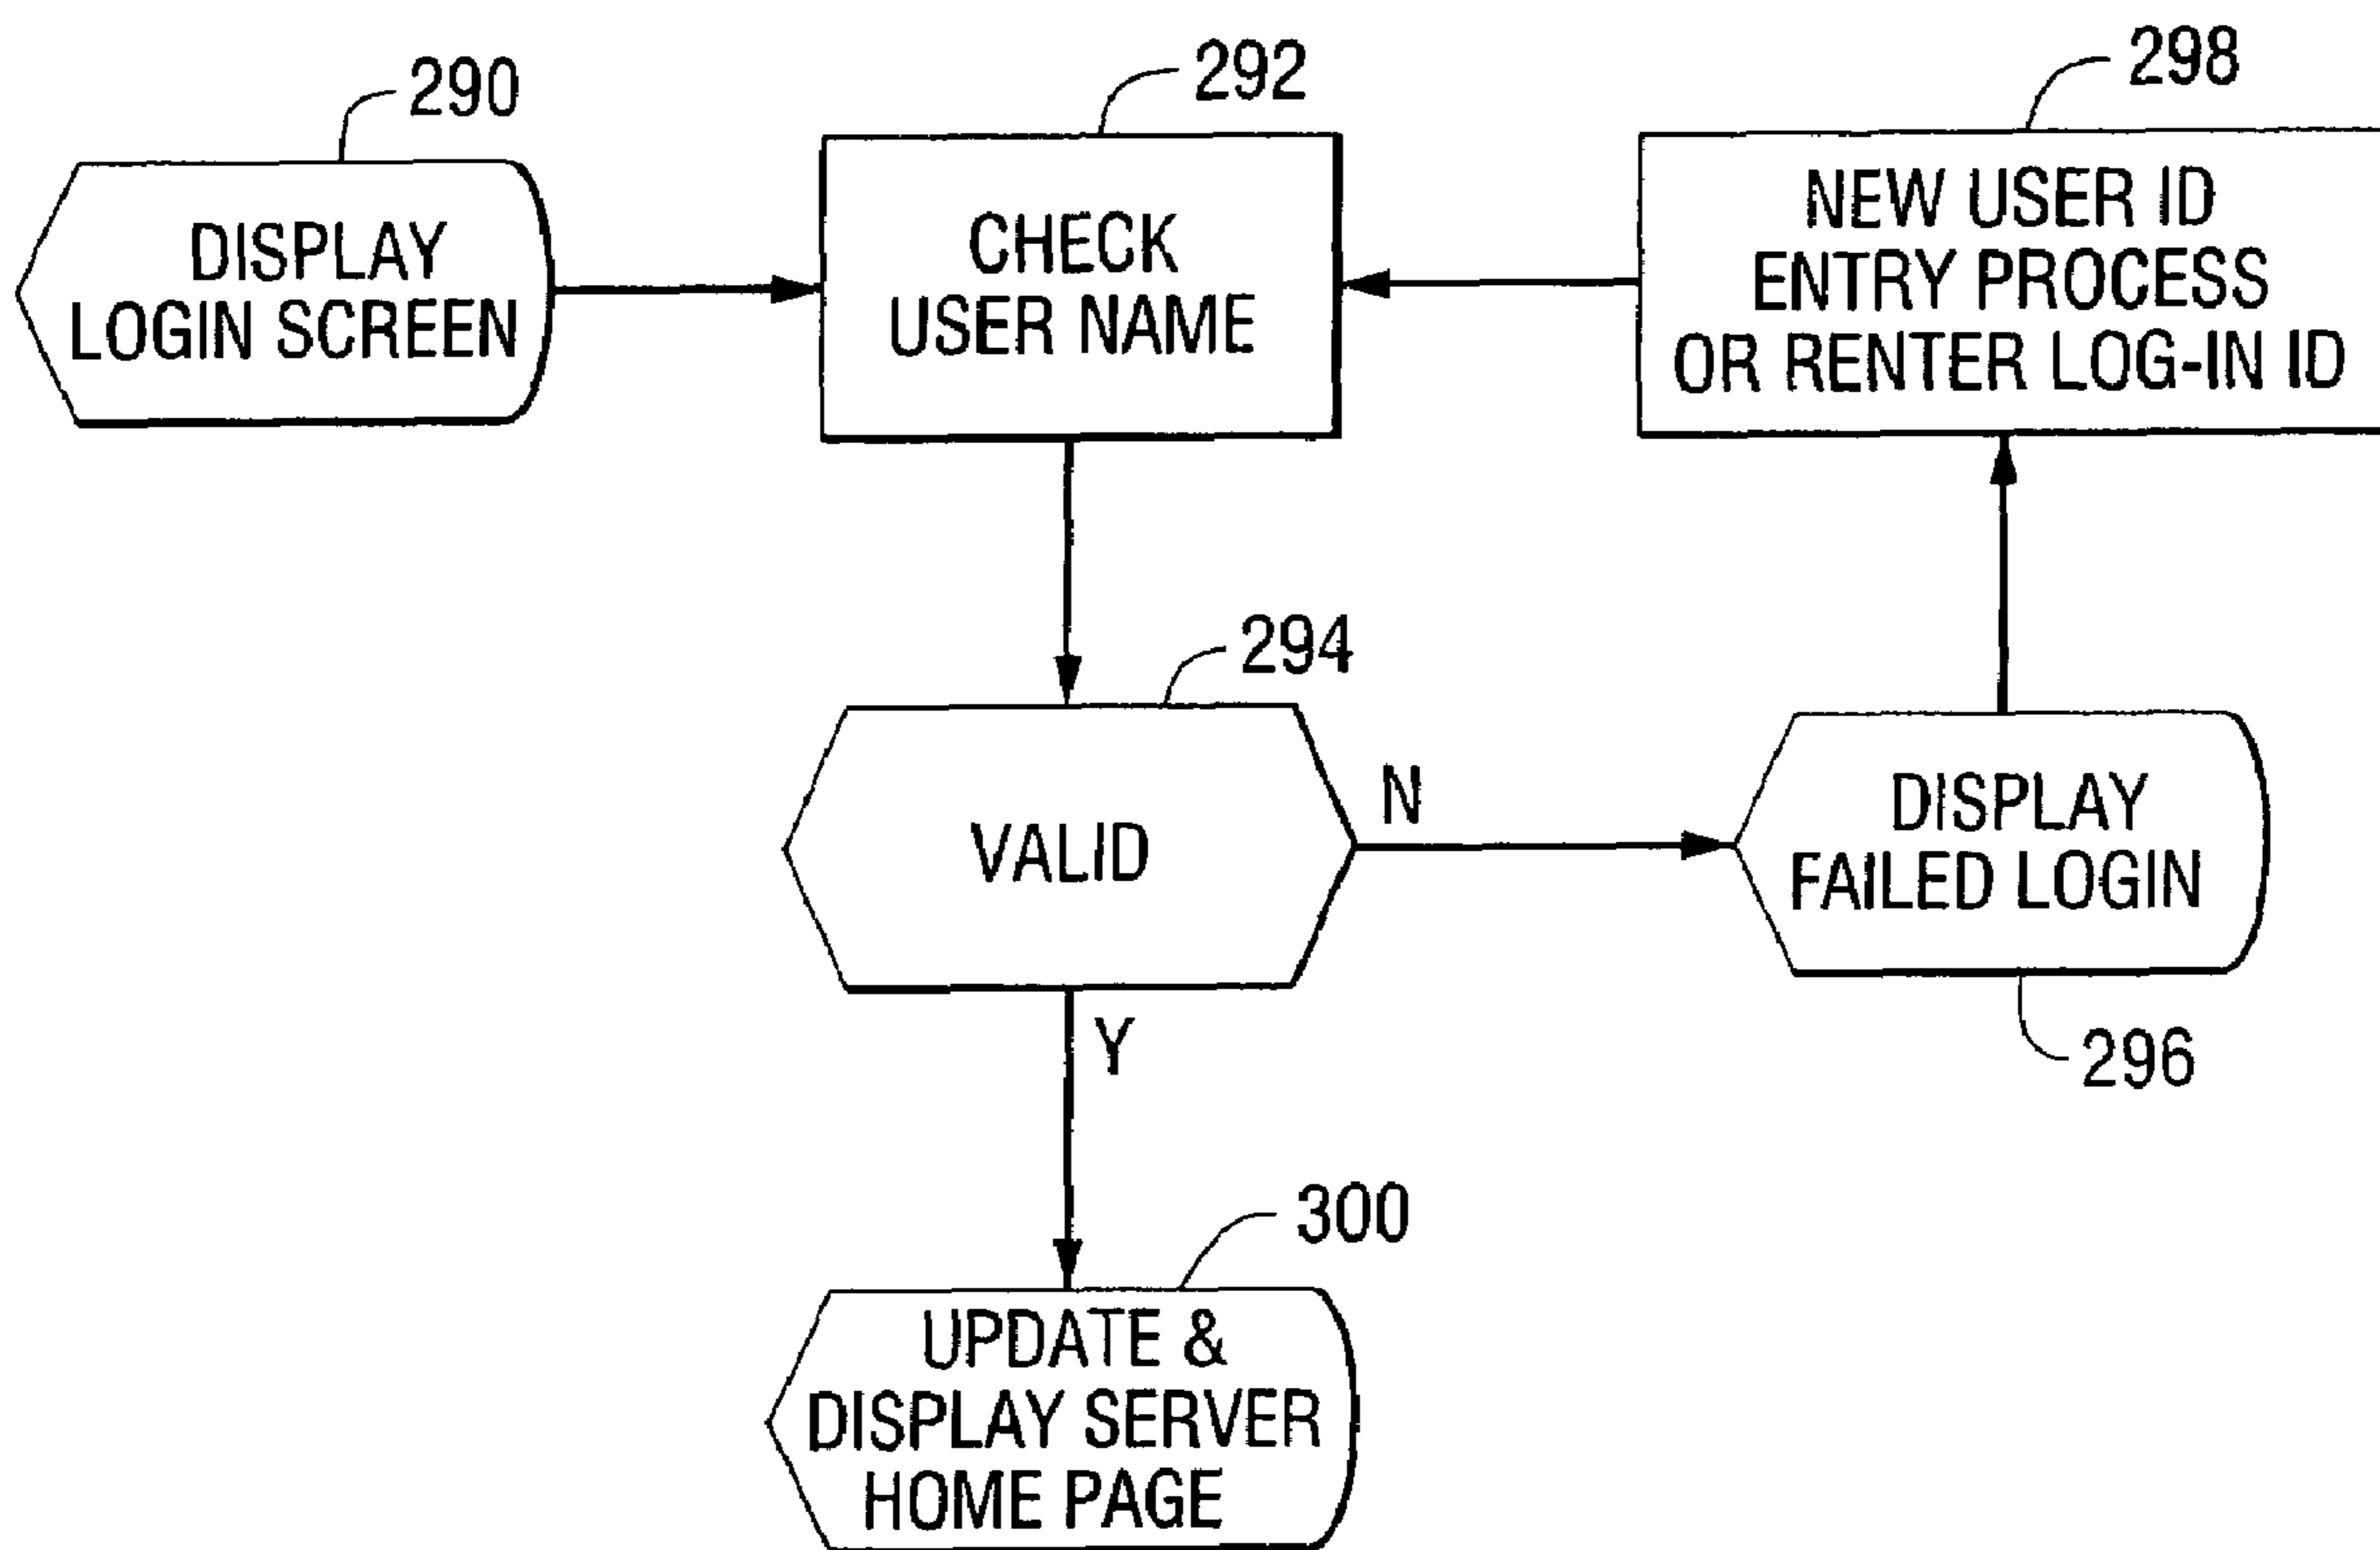 290
DISPLAY
LOGIN SCREEN
292
CHECK
USER NAME
298
NEW USER ID
ENTRY PROCESS
OR RENTER LOG-IN ID
294
VALID
N
DISPLAY
FAILED LOGIN
296
Y
300
UPDATE &
DISPLAY SERVER
HOME PAGE